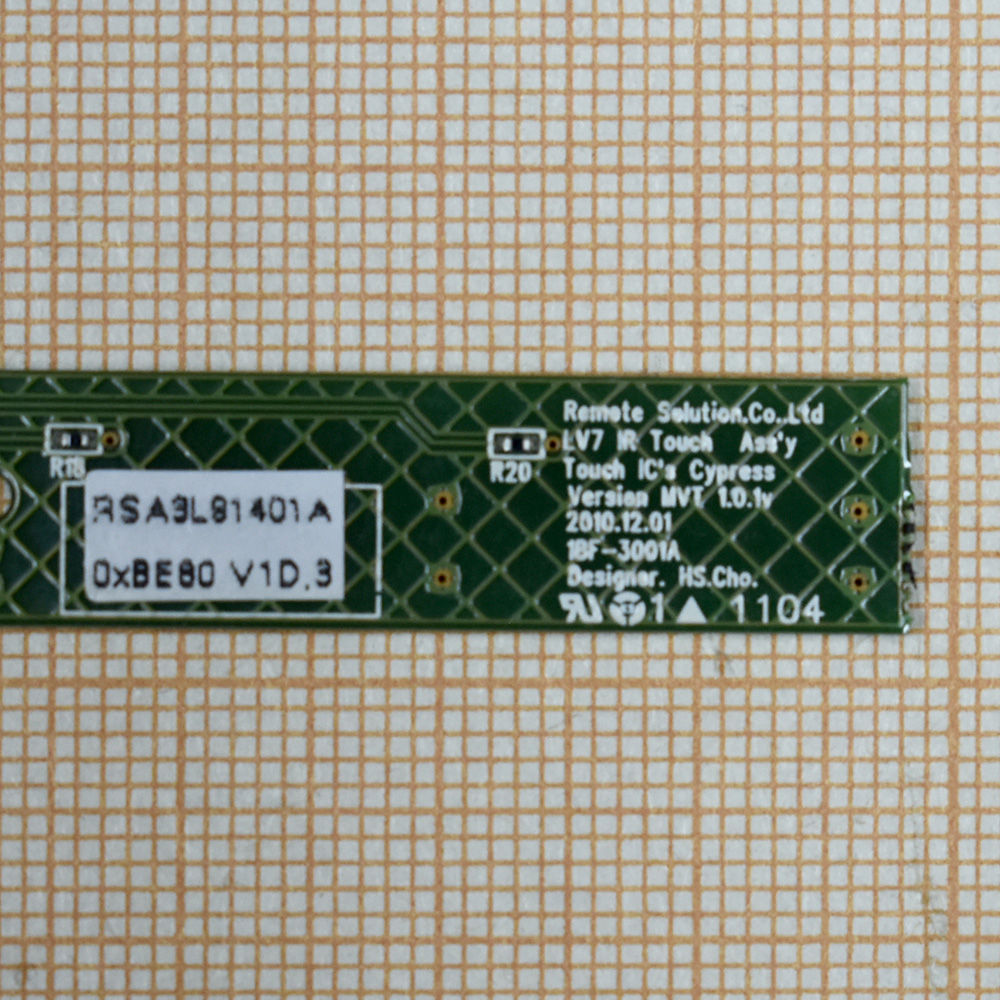 R18
RSA3L81401A
0xBE80 V1D.3
R20
Remote Solution.Co.,Ltd
LV7 IR Touch Ass'y
Touch IC's Cypress
Version MVT 1.0.1v
2010.12.01
1BF-3001A
Designer. HS.Cho.
1 1104